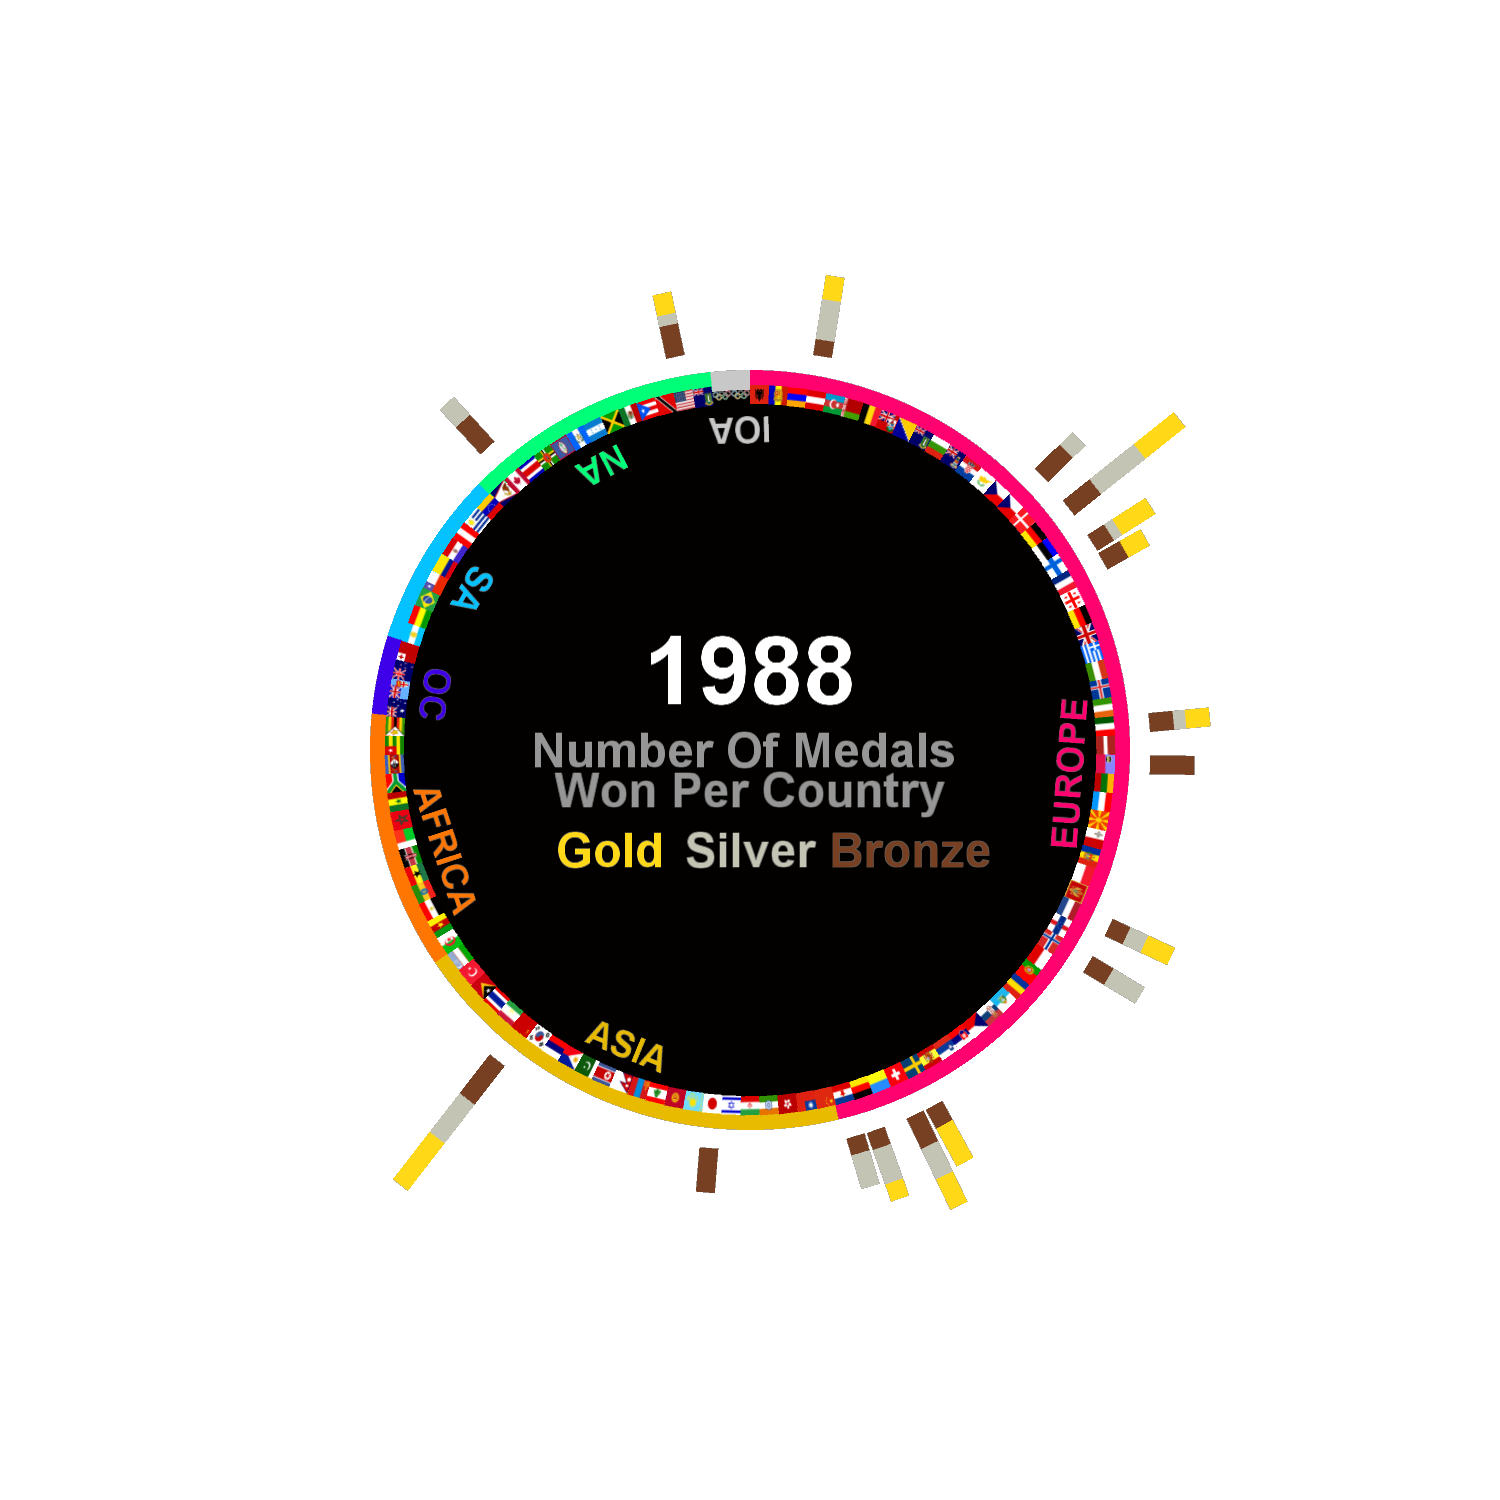 IOA
NA
SA
OC
EUROPE
AFRICA
ASIA
1988
Number Of Medals
Won Per Country
Gold Silver Bronze